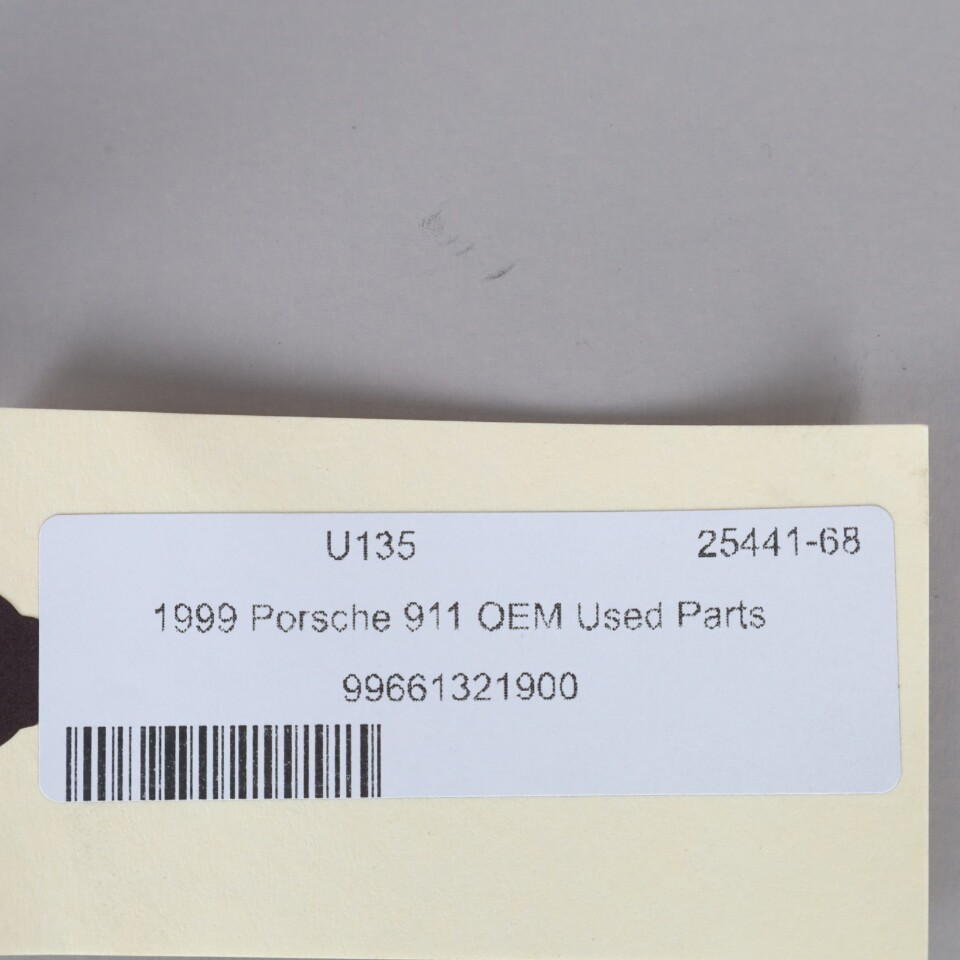 U135 25441-68
1999 Porsche 911 OEM Used Parts
99661321900